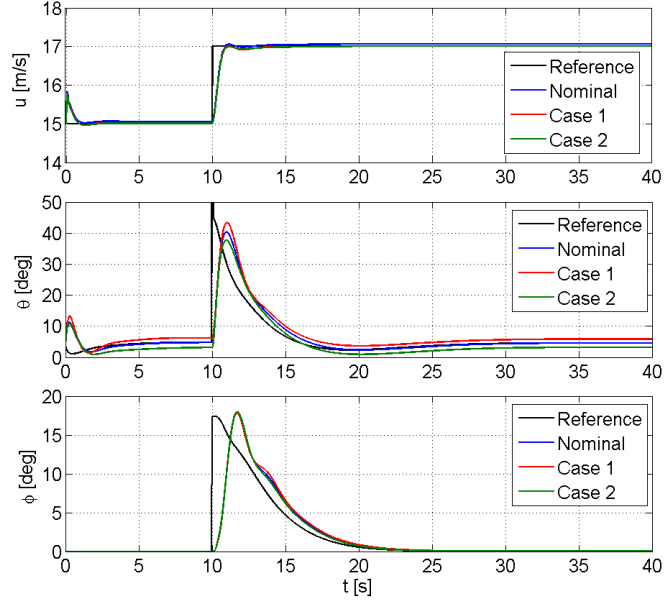 18
17
16
15
14
u [m/s]
0 5 10 15 20 25 30 35 40
Reference
Nominal
Case 1
Case 2
50
40
30
20
10
0
θ [deg]
0 5 10 15 20 25 30 35 40
Reference
Nominal
Case 1
Case 2
20
15
10
5
0
ϕ [deg]
0 5 10 15 20 25 30 35 40
t [s]
Reference
Nominal
Case 1
Case 2